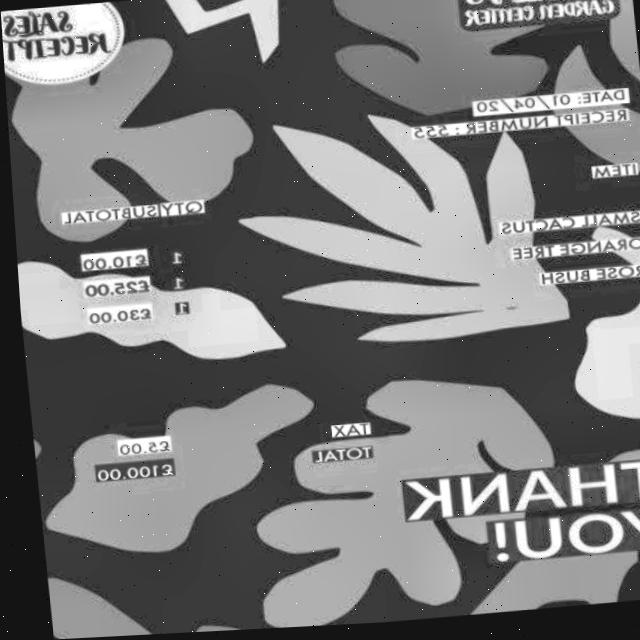 GARDEN CENTER
SALES
RECEIPT
DATE: 01/04/20
RECEIPT NUMBER : 555
ITEM QTY SUBTOTAL
SMALL CACTUS 1 £10.00
ORANGE TREE 1 £25.00
ROSE BUSH 1 £30.00
TAX £5.00
TOTAL £100.00
THANK
YOU!